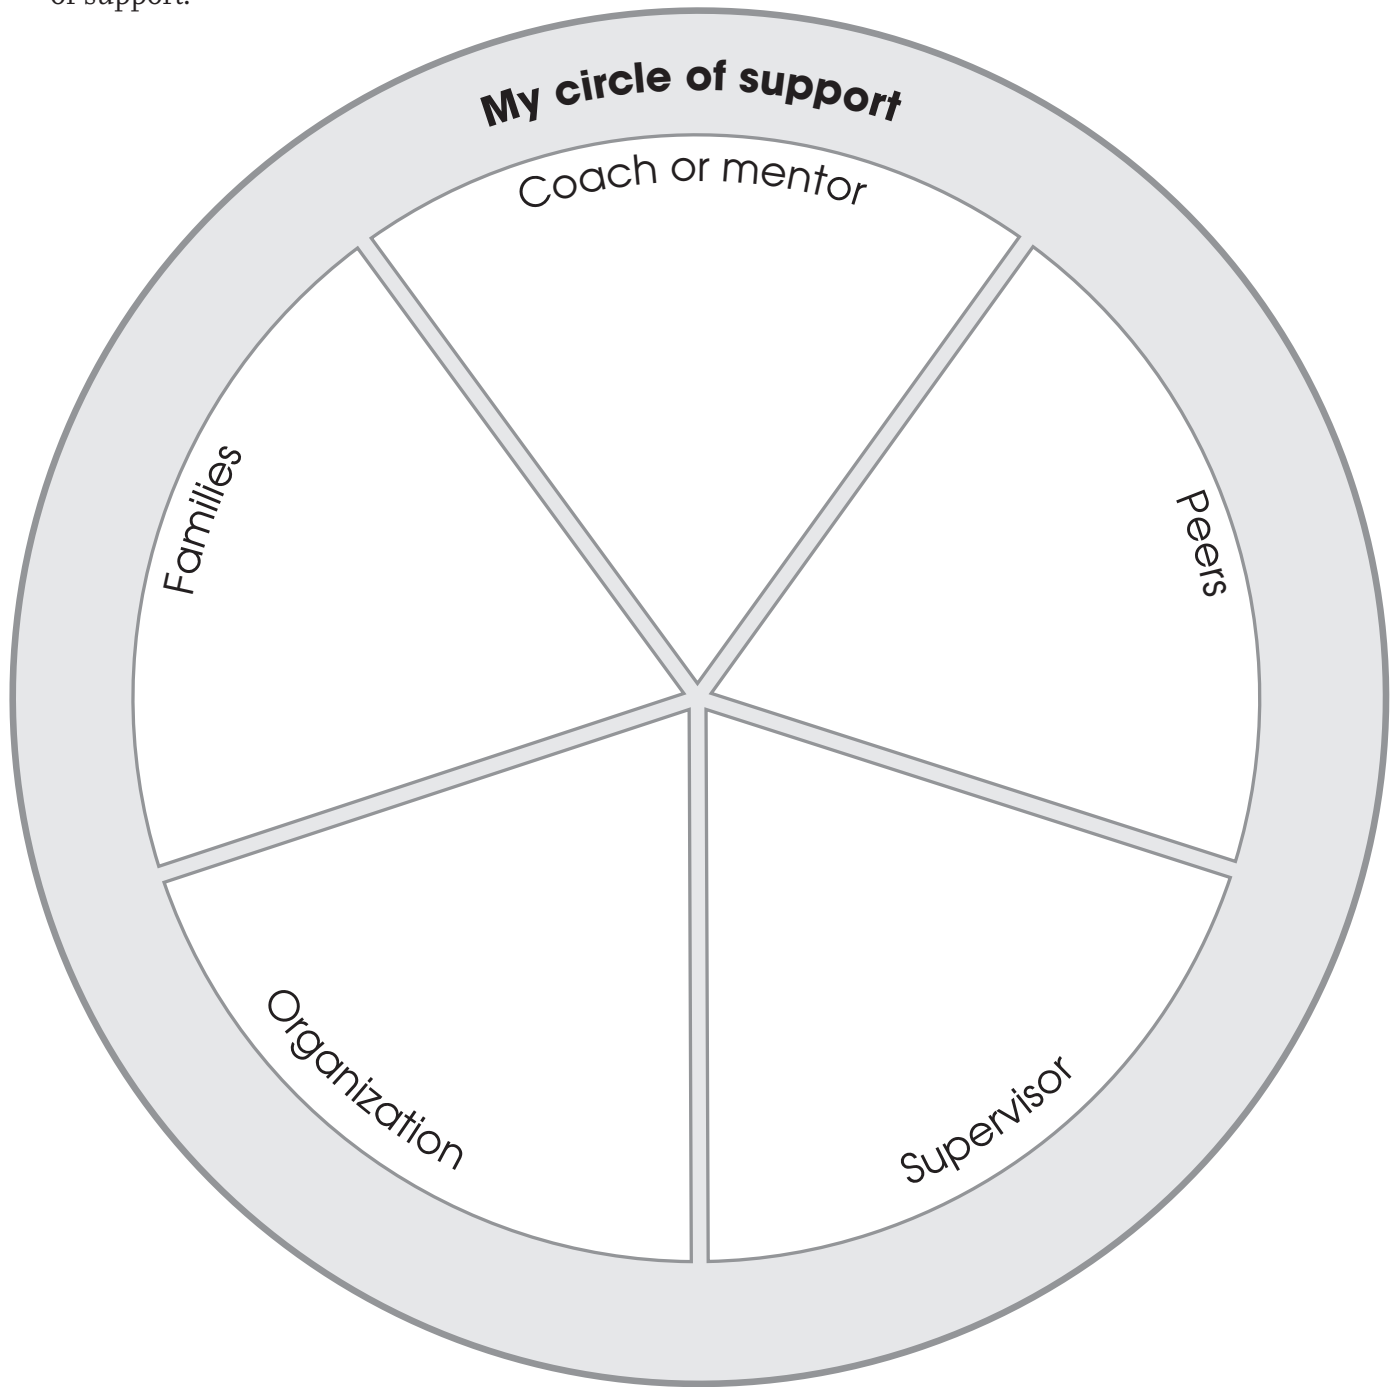 of support.
My circle of support
Coach or mentor
Families
Peers
Organization
Supervisor